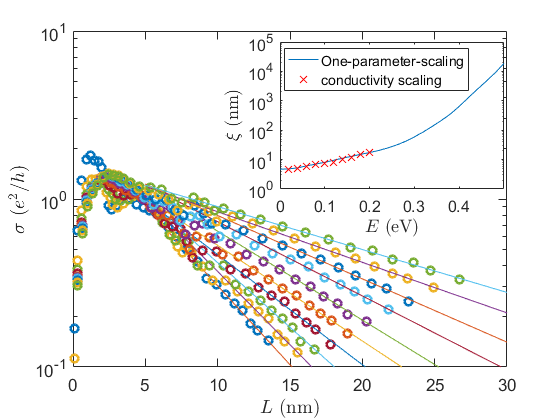 10^1
10^0
10^-1
σ (e^2/h)
0 5 10 15 20 25 30
L (nm)
10^5
10^4
10^3
10^2
10^1
10^0
ξ (nm)
One-parameter-scaling
conductivity scaling
0 0.1 0.2 0.3 0.4
E (eV)